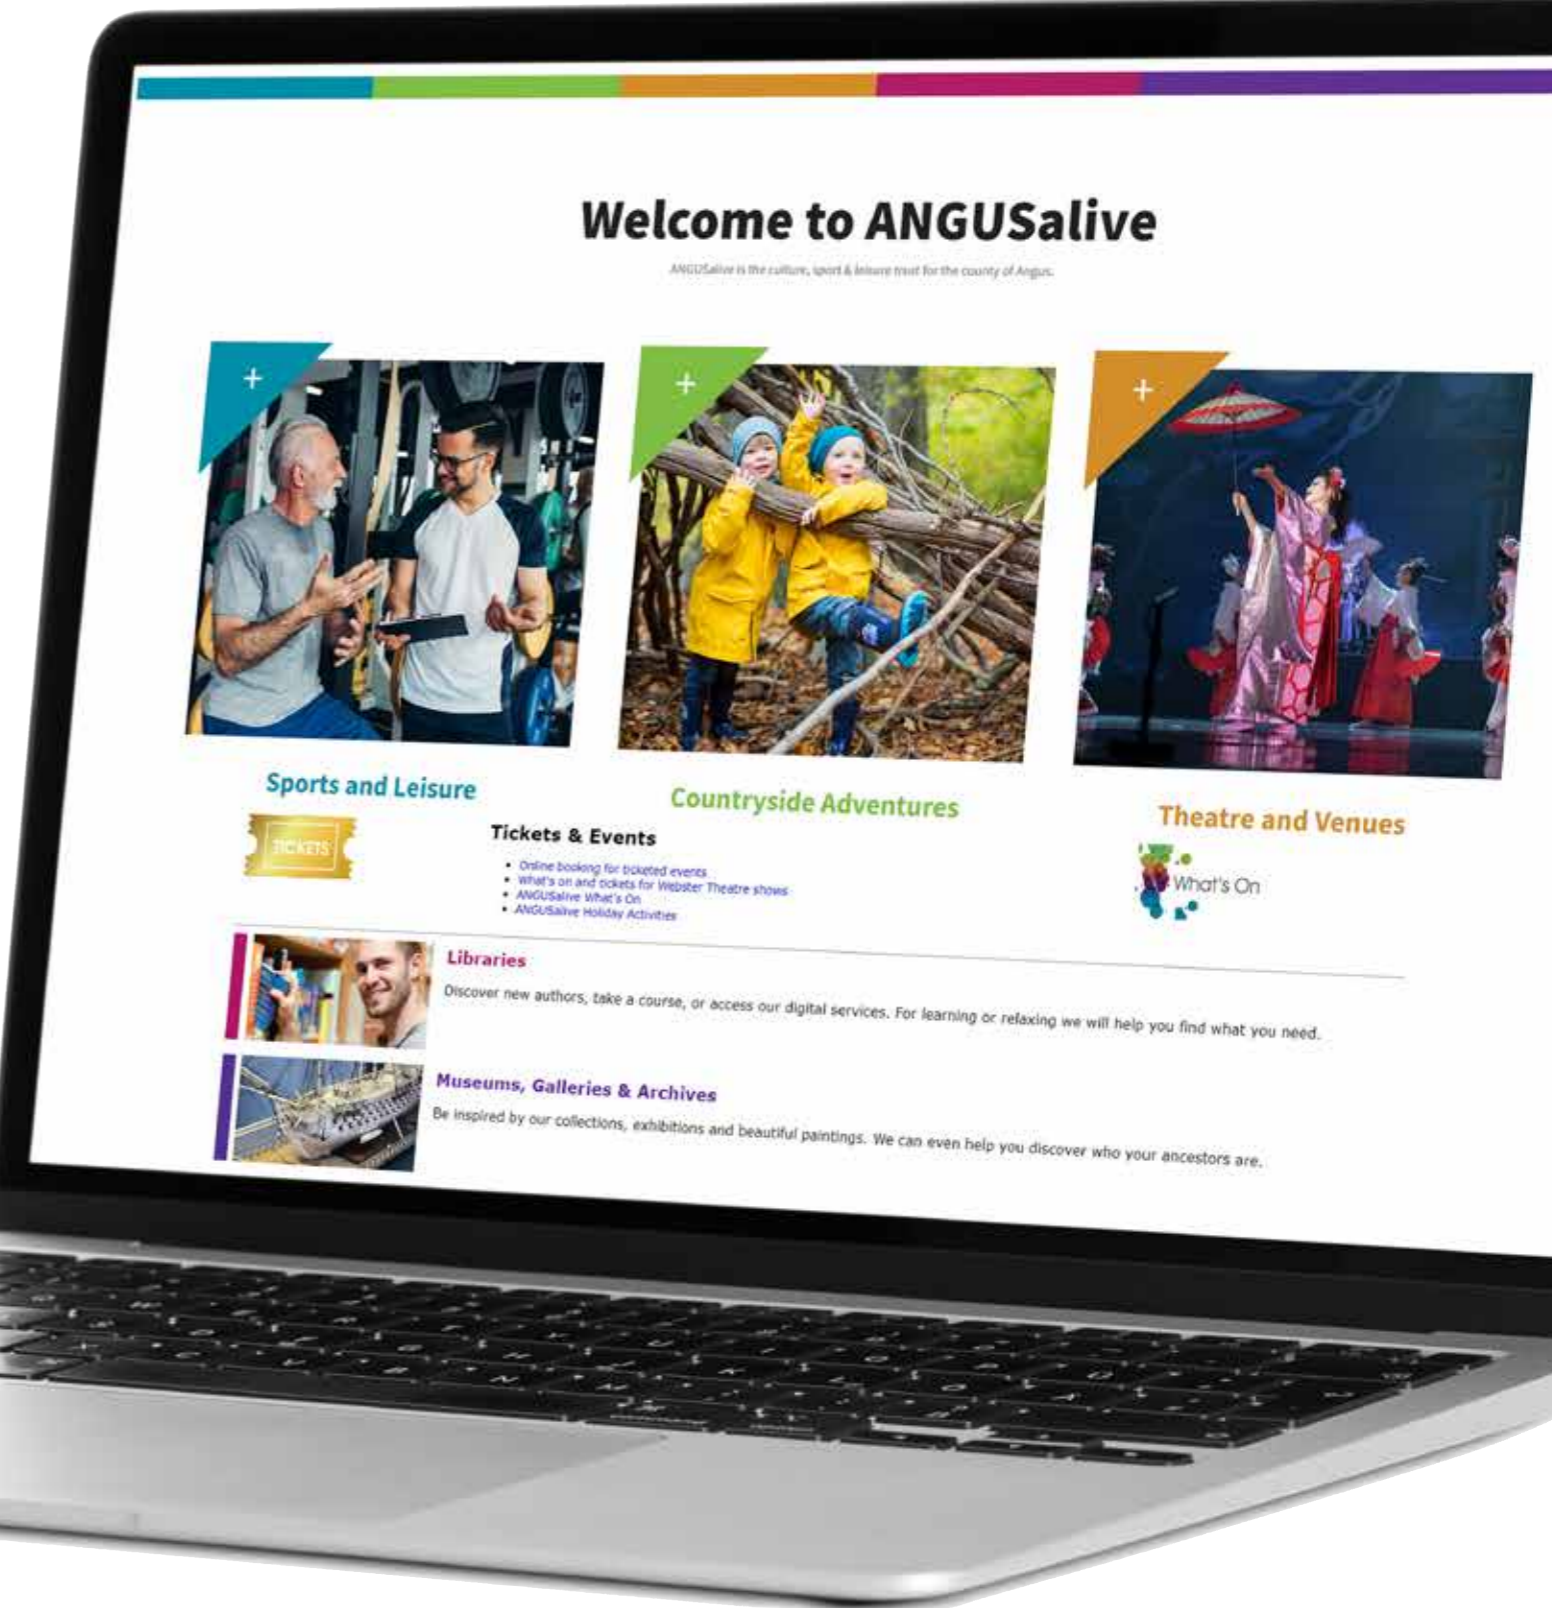 Welcome to ANGUSalive
ANGUSalive is the culture, sport & leisure trust for the county of Angus.
+
+
+
Sports and Leisure
Countryside Adventures
Theatre and Venues
TICKETS
Tickets & Events
Online booking for ticketed events
What's on and tickets for Webster Theatre shows
ANGUSalive What's On
ANGUSalive Holiday Activities
What's On
Libraries
Discover new authors, take a course, or access our digital services. For learning or relaxing we will help you find what you need.
Museums, Galleries & Archives
Be inspired by our collections, exhibitions and beautiful paintings. We can even help you discover who your ancestors are.